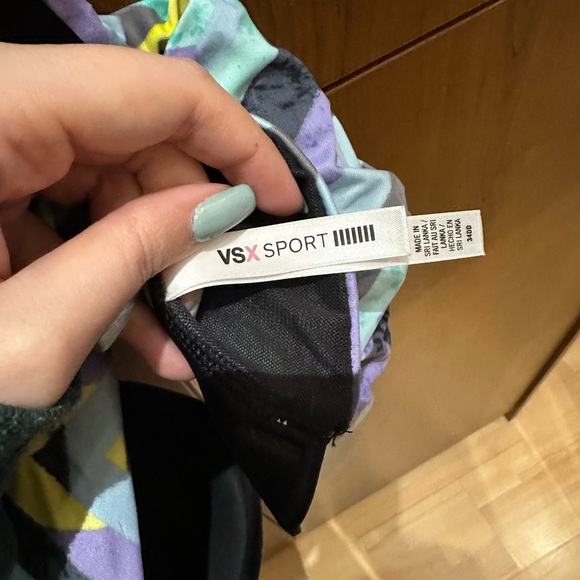 VSX SPORT
MADE IN
SRI LANKA /
FAIT AU SRI
LANKA /
HECHO EN
SRI LANKA
3400